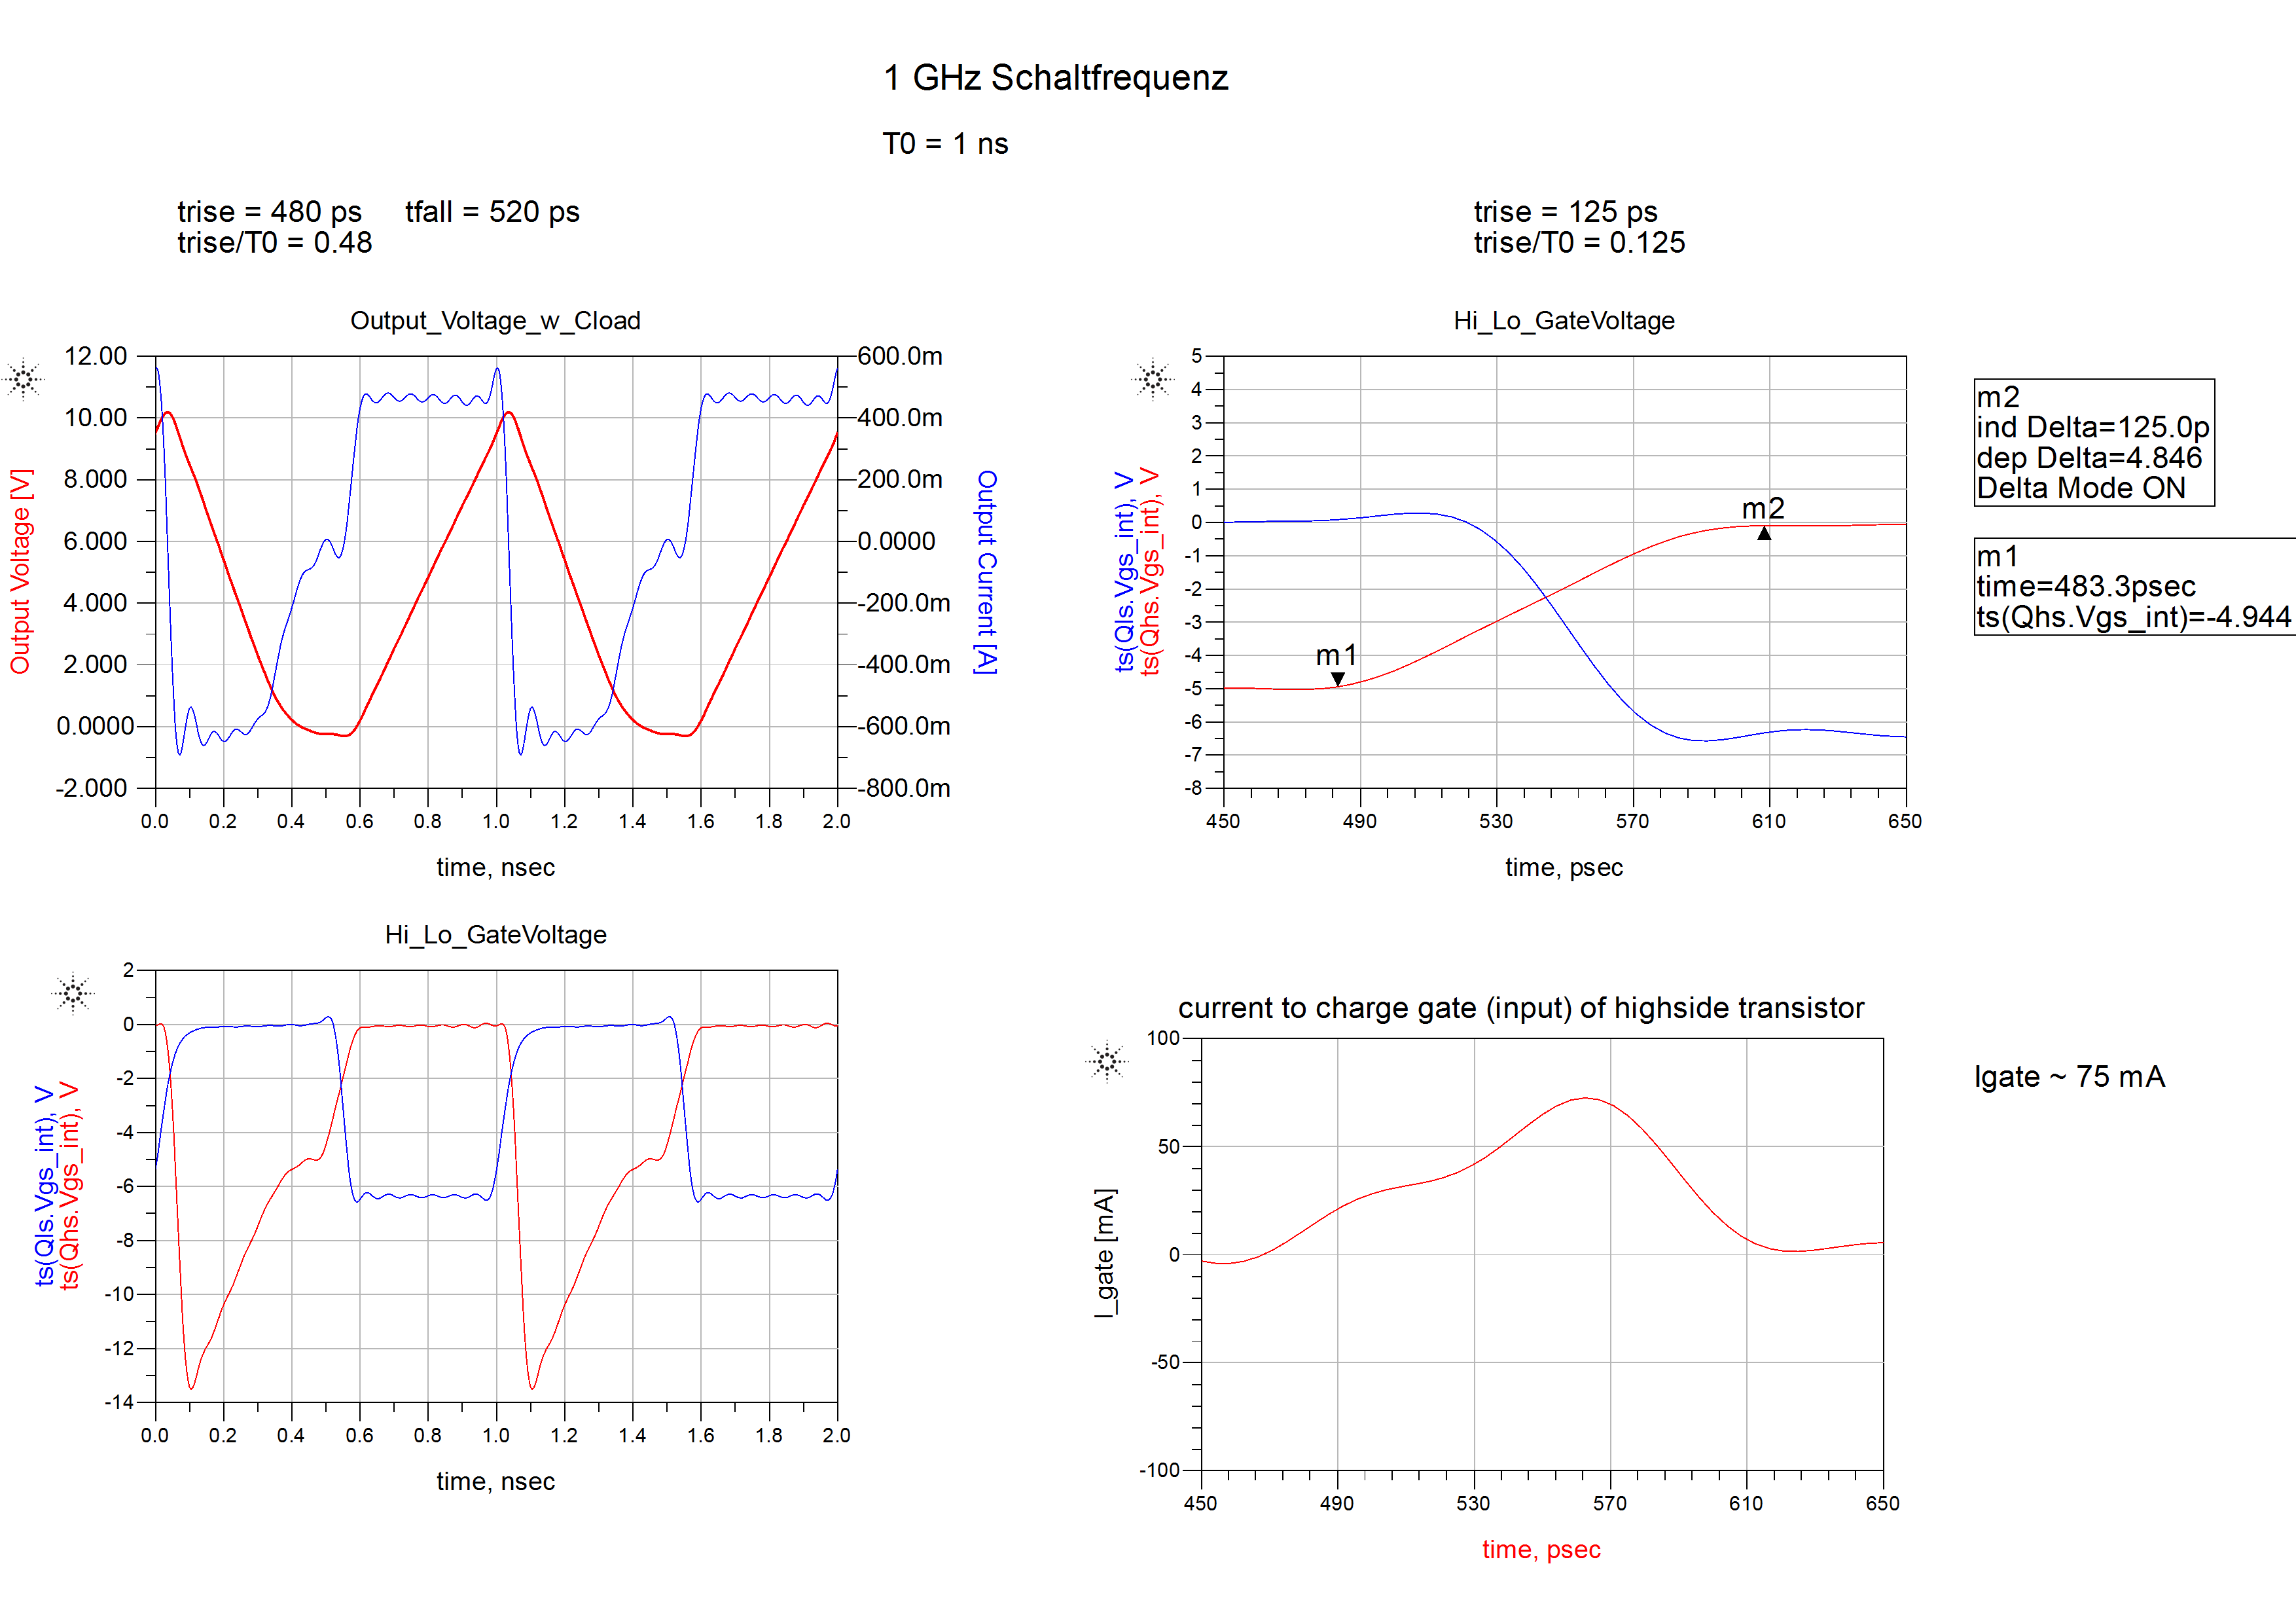 1 GHz Schaltfrequenz
T0 = 1 ns
trise = 480 ps tfall = 520 ps
trise/T0 = 0.48
trise = 125 ps
trise/T0 = 0.125
Output_Voltage_w_Cload
12.00
10.00
8.000
6.000
4.000
2.000
0.0000
-2.000
Output Voltage [V]
600.0m
400.0m
200.0m
0.0000
-200.0m
-400.0m
-600.0m
-800.0m
Output Current [A]
0.0 0.2 0.4 0.6 0.8 1.0 1.2 1.4 1.6 1.8 2.0
time, nsec
Hi_Lo_GateVoltage
5
4
3
2
1
0
-1
-2
-3
-4
-5
-6
-7
-8
ts(Qls.Vgs_int), V
ts(Qhs.Vgs_int), V
m1
m2
450 490 530 570 610 650
time, psec
m2
ind Delta=125.0p
dep Delta=4.846
Delta Mode ON
m1
time=483.3psec
ts(Qhs.Vgs_int)=-4.944
Hi_Lo_GateVoltage
2
0
-2
-4
-6
-8
-10
-12
-14
ts(Qls.Vgs_int), V
ts(Qhs.Vgs_int), V
0.0 0.2 0.4 0.6 0.8 1.0 1.2 1.4 1.6 1.8 2.0
time, nsec
current to charge gate (input) of highside transistor
100
50
0
-50
-100
I_gate [mA]
450 490 530 570 610 650
time, psec
Igate ~ 75 mA